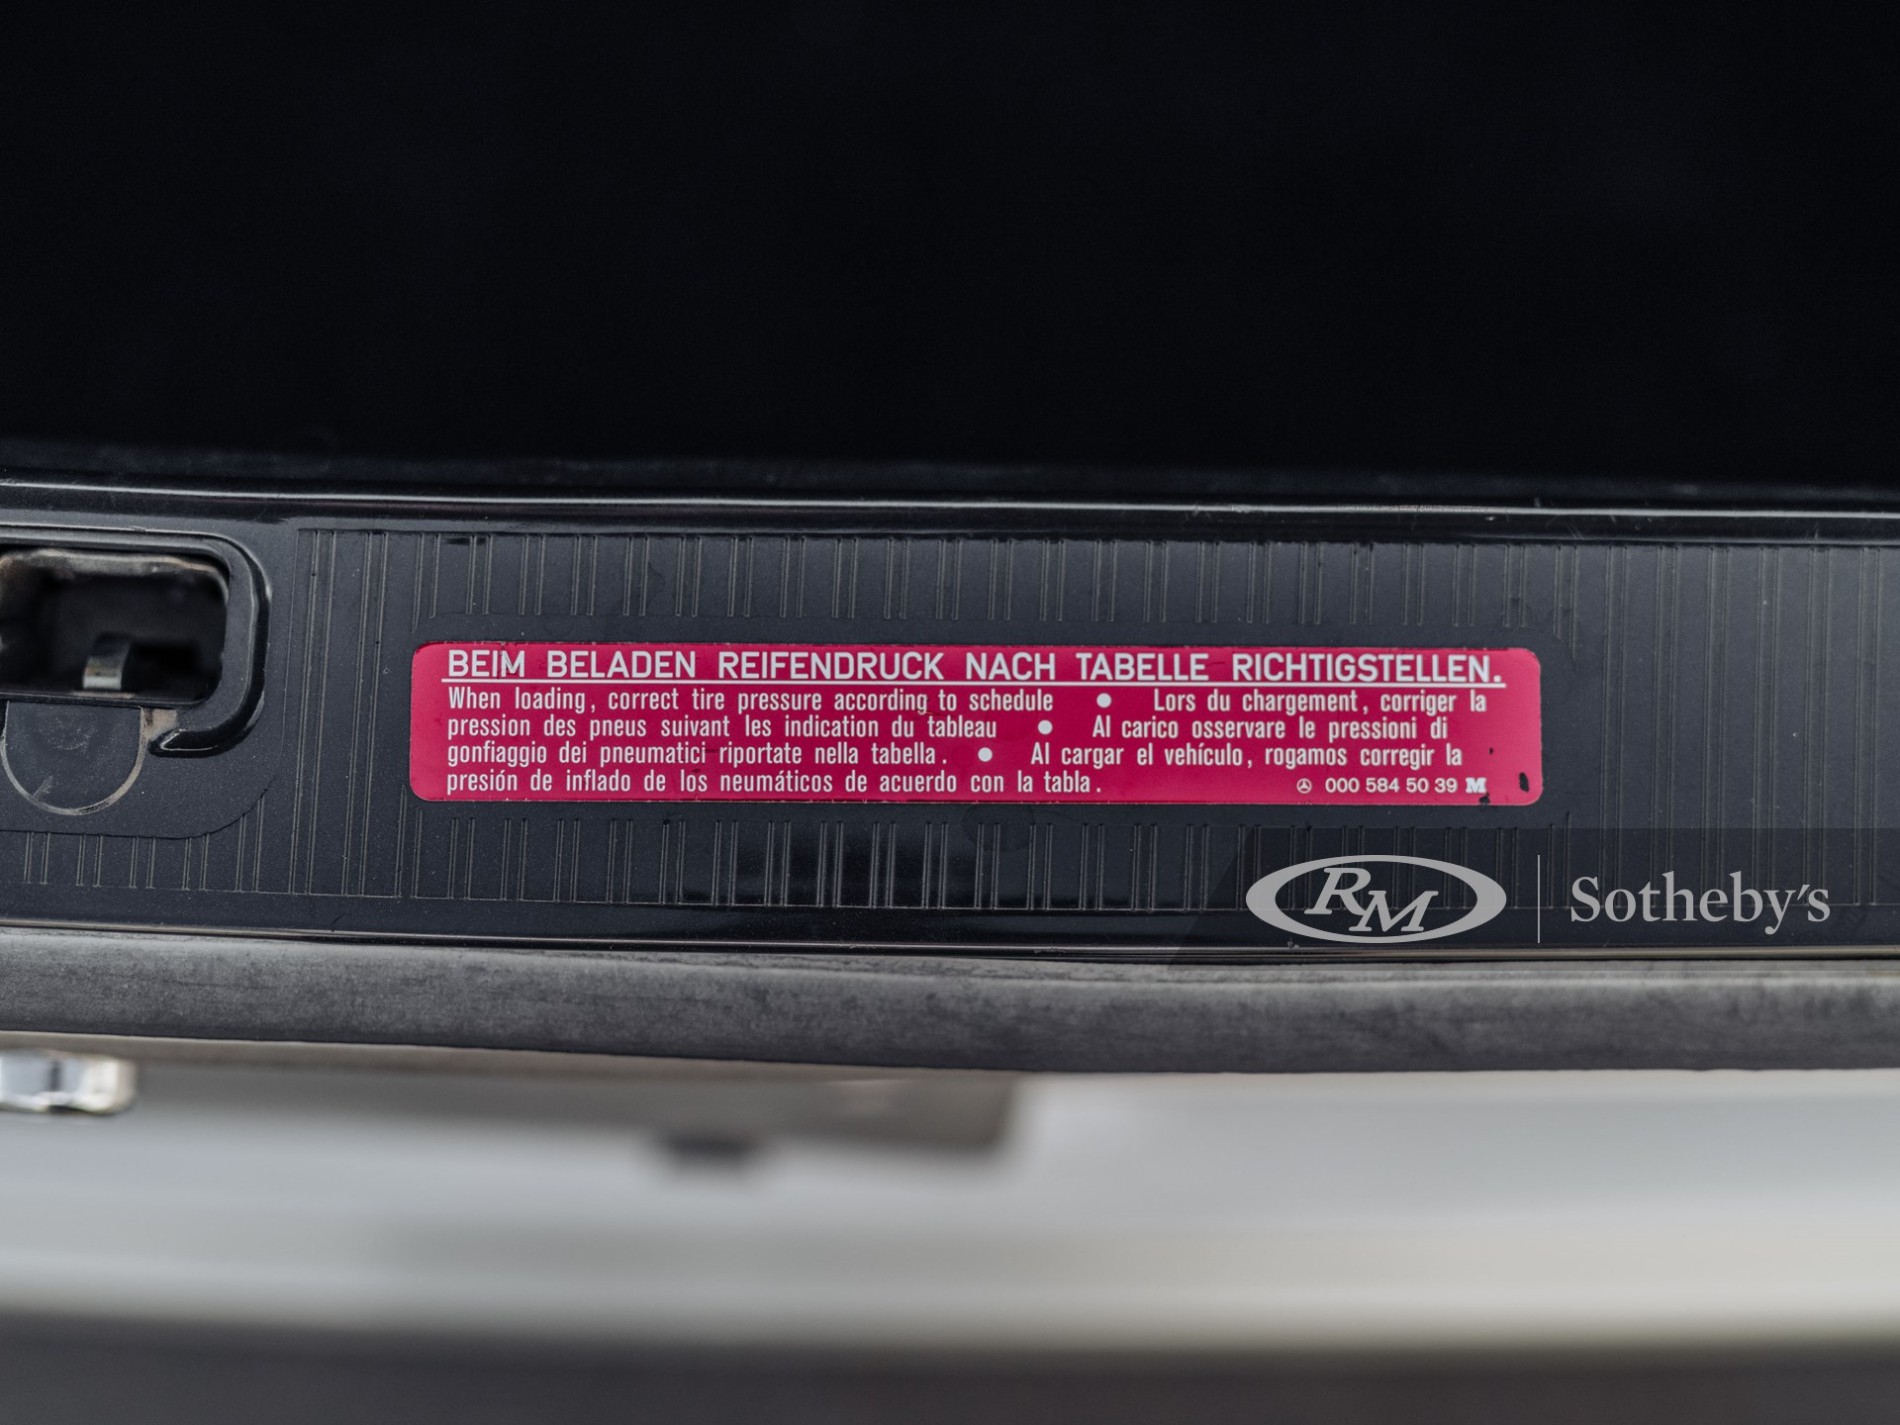 BEIM BELADEN REIFENDRUCK NACH TABELLE RICHTIGSTELLEN.
When loading, correct tire pressure according to schedule • Lors du chargement, corriger la
pression des pneus suivant les indication du tableau • Al carico osservare le pressioni di
gonfiaggio dei pneumatici riportate nella tabella. • Al cargar el vehículo, rogamos corregir la
presión de inflado de los neumáticos de acuerdo con la tabla. 000 584 50 39 M
RM Sotheby's